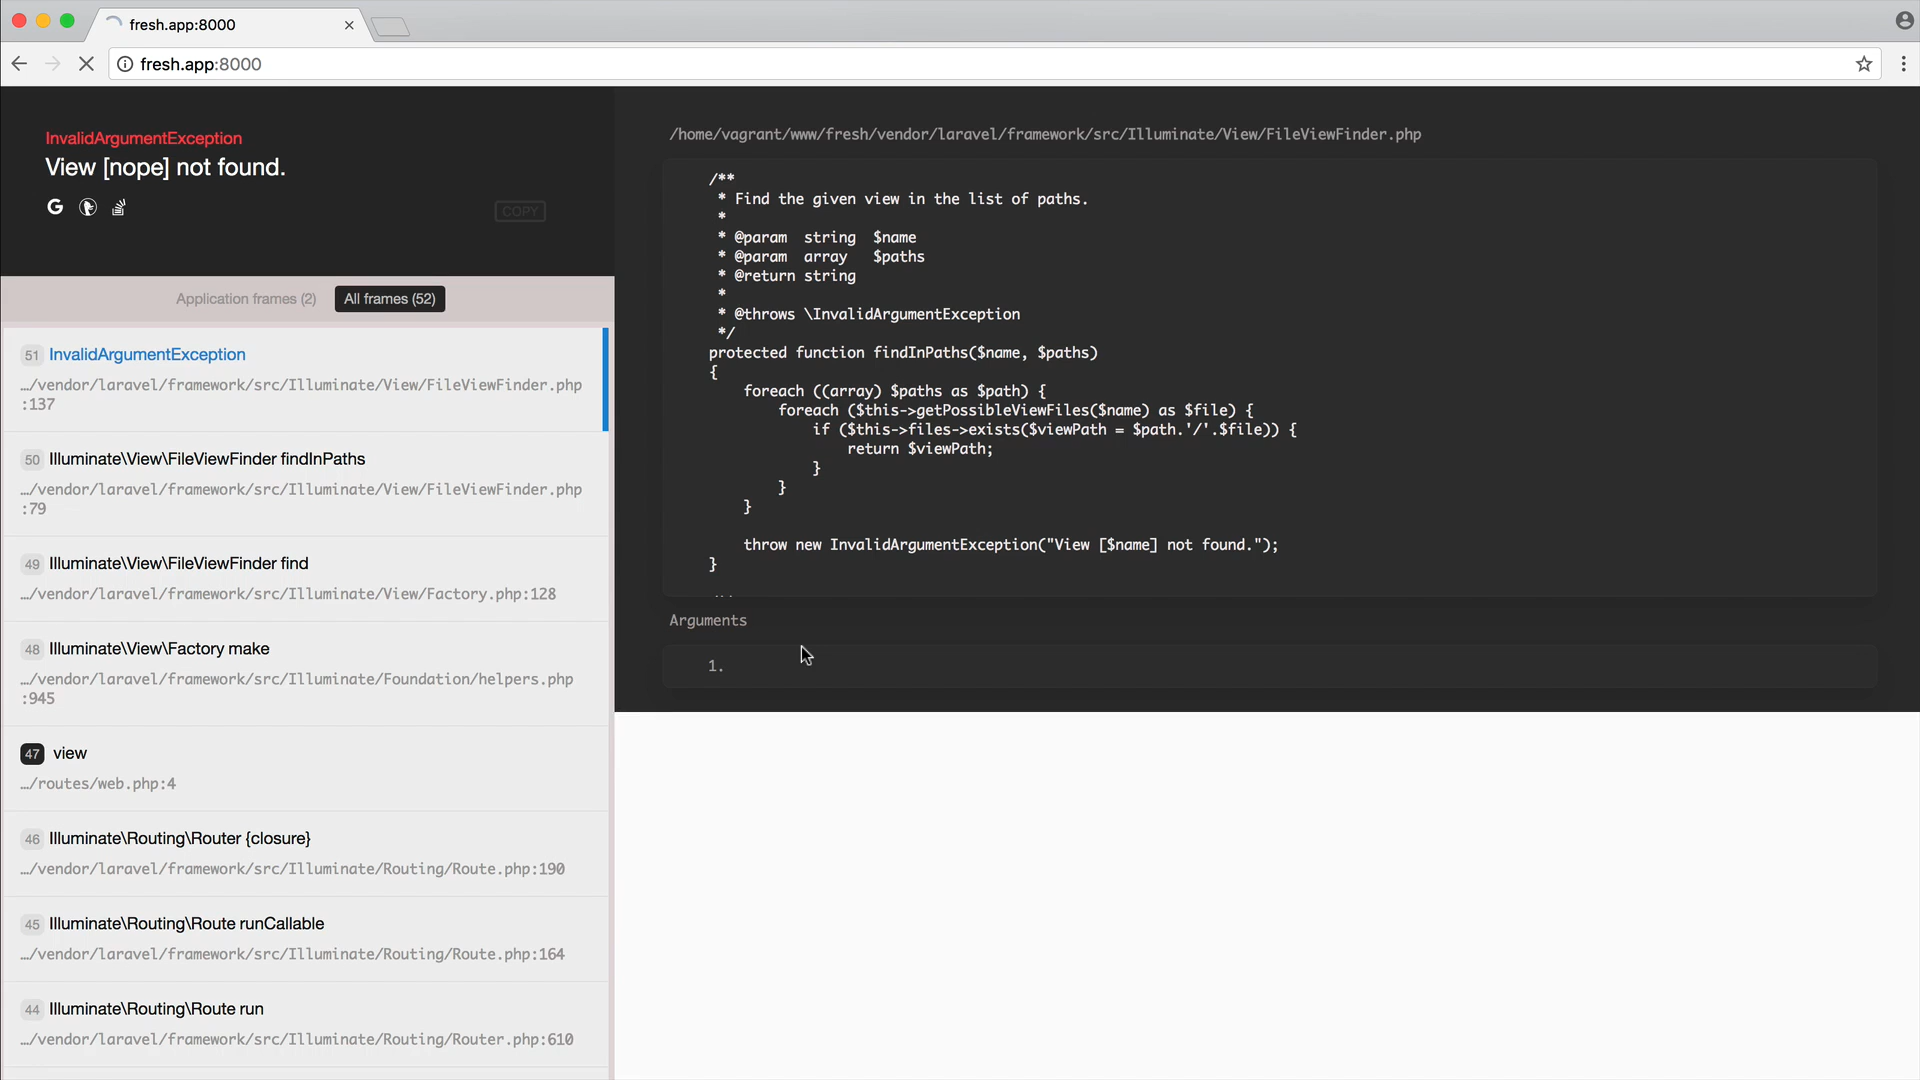 fresh.app:8000
fresh.app:8000
InvalidArgumentException
View [nope] not found.
COPY
Application frames (2)
All frames (52)
51 InvalidArgumentException
…/vendor/laravel/framework/src/Illuminate/View/FileViewFinder.php
:137
50 Illuminate\View\FileViewFinder findInPaths
…/vendor/laravel/framework/src/Illuminate/View/FileViewFinder.php
:79
49 Illuminate\View\FileViewFinder find
…/vendor/laravel/framework/src/Illuminate/View/Factory.php:128
48 Illuminate\View\Factory make
…/vendor/laravel/framework/src/Illuminate/Foundation/helpers.php
:945
47 view
…/routes/web.php:4
46 Illuminate\Routing\Router {closure}
…/vendor/laravel/framework/src/Illuminate/Routing/Route.php:190
45 Illuminate\Routing\Route runCallable
…/vendor/laravel/framework/src/Illuminate/Routing/Route.php:164
44 Illuminate\Routing\Route run
…/vendor/laravel/framework/src/Illuminate/Routing/Router.php:610
/home/vagrant/www/fresh/vendor/laravel/framework/src/Illuminate/View/FileViewFinder.php
/**
 * Find the given view in the list of paths.
 *
 * @param  string  $name
 * @param  array   $paths
 * @return string
 *
 * @throws \InvalidArgumentException
 */
protected function findInPaths($name, $paths)
{
    foreach ((array) $paths as $path) {
        foreach ($this->getPossibleViewFiles($name) as $file) {
            if ($this->files->exists($viewPath = $path.'/'.$file)) {
                return $viewPath;
            }
        }
    }
    throw new InvalidArgumentException("View [$name] not found.");
}
Arguments
1.